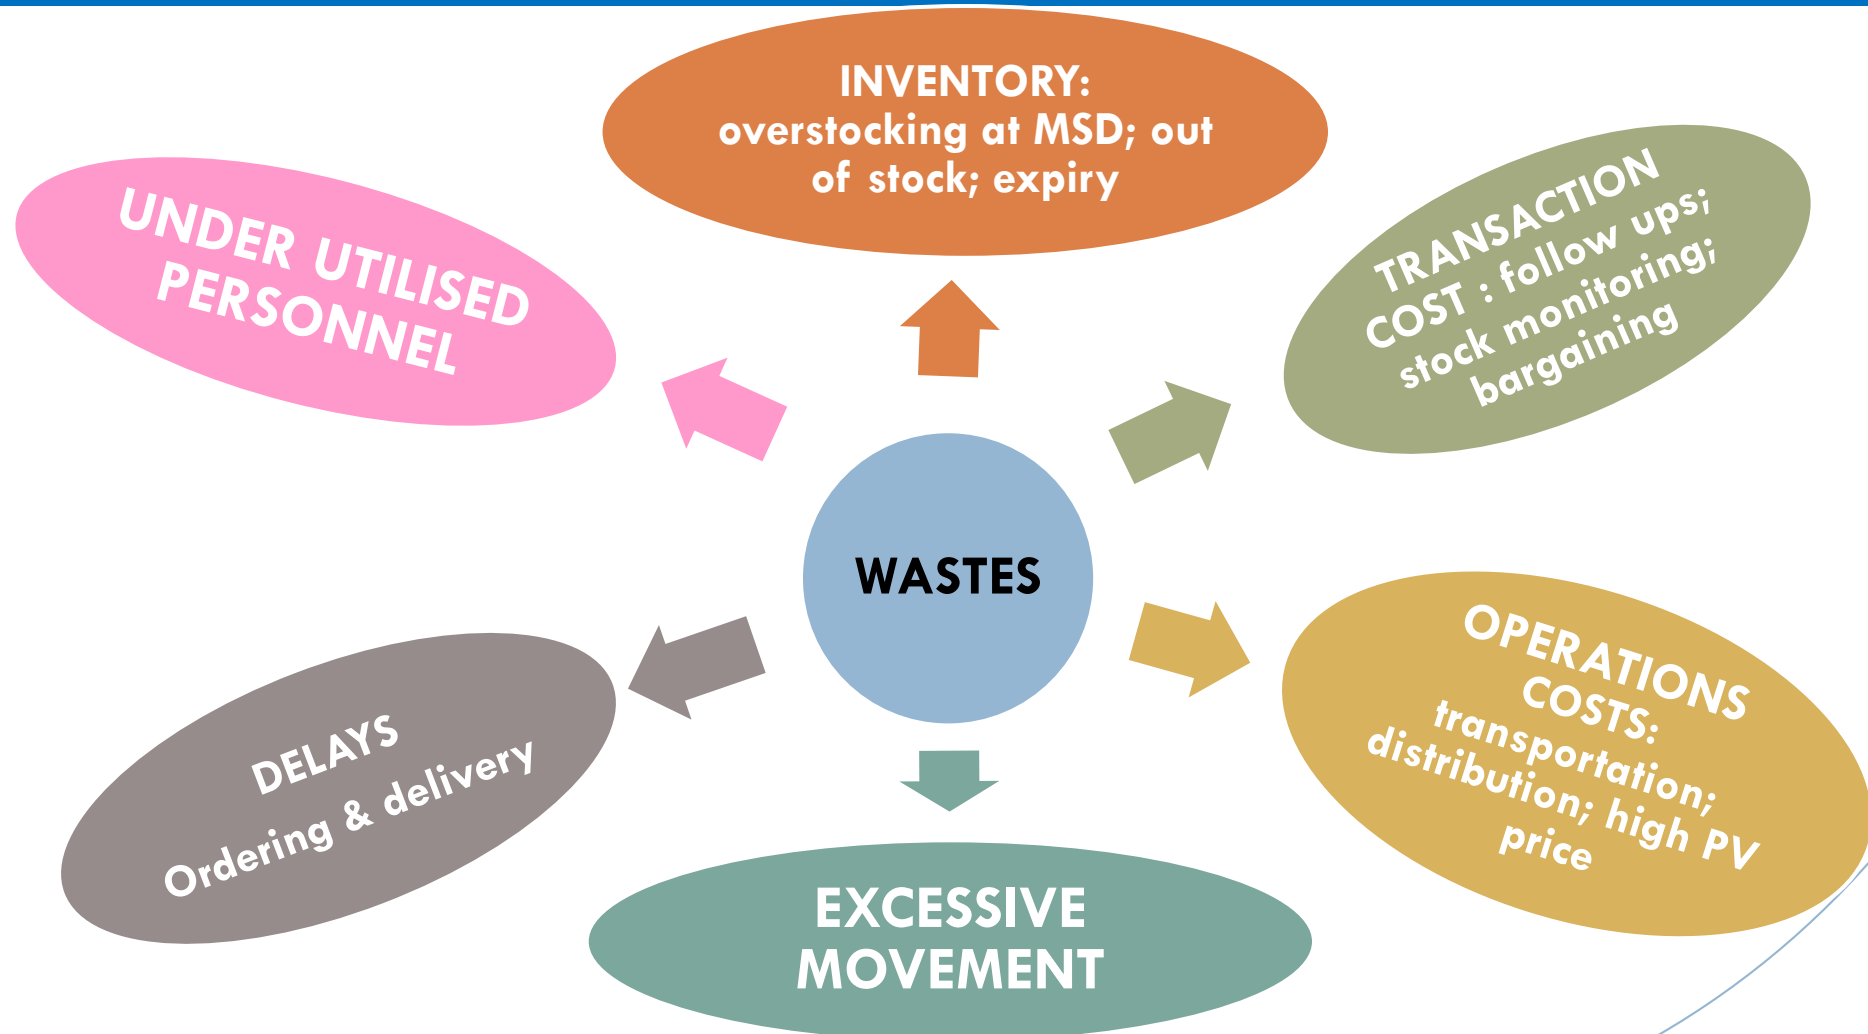 INVENTORY:
overstocking at MSD; out
of stock; expiry
TRANSACTION
COST : follow ups;
stock monitoring;
bargaining
OPERATIONS
COSTS:
transportation;
distribution; high PV
price
EXCESSIVE
MOVEMENT
DELAYS
Ordering & delivery
UNDER UTILISED
PERSONNEL
WASTES